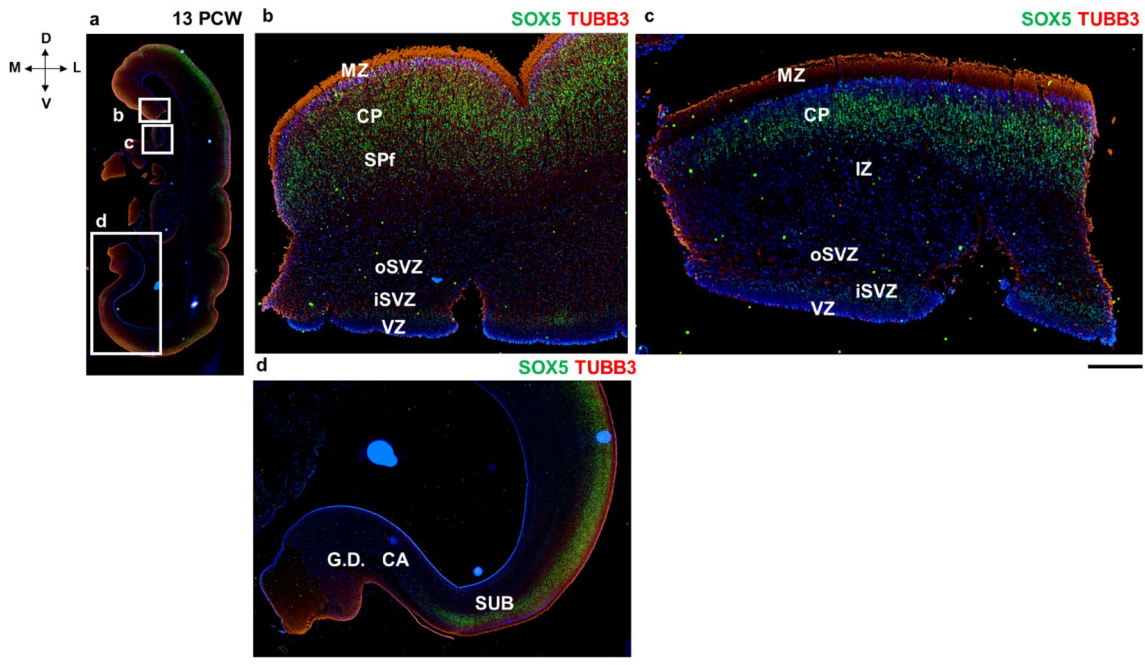 a 13 PCW
b SOX5 TUBB3
c SOX5 TUBB3
D
M L
V
b
c
d
MZ
CP
SPf
oSVZ
iSVZ
VZ
MZ
CP
IZ
oSVZ
iSVZ
VZ
d SOX5 TUBB3
G.D. CA
SUB